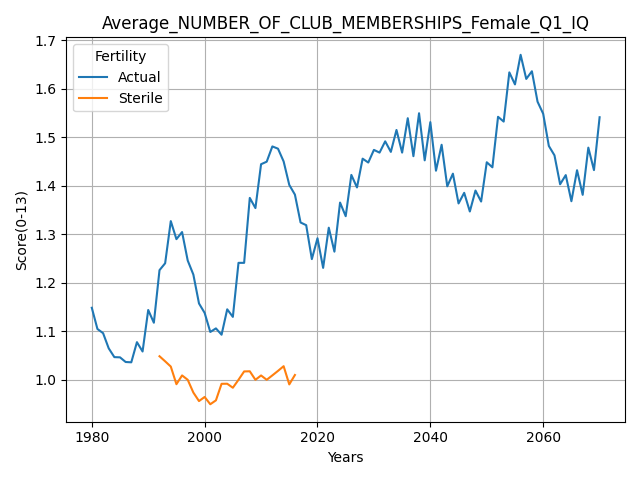 Average_NUMBER_OF_CLUB_MEMBERSHIPS_Female_Q1_IQ
Fertility
Actual
Sterile
Score(0-13)
1.7
1.6
1.5
1.4
1.3
1.2
1.1
1.0
1980
2000
2020
2040
2060
Years